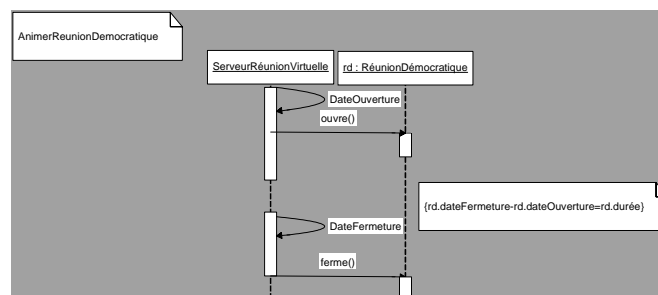 AnimerReunionDemocratique
ServeurRéunionVirtuelle
rd : RéunionDémocratique
DateOuverture
ouvre()
{rd.dateFermeture-rd.dateOuverture=rd.durée}
DateFermeture
ferme()